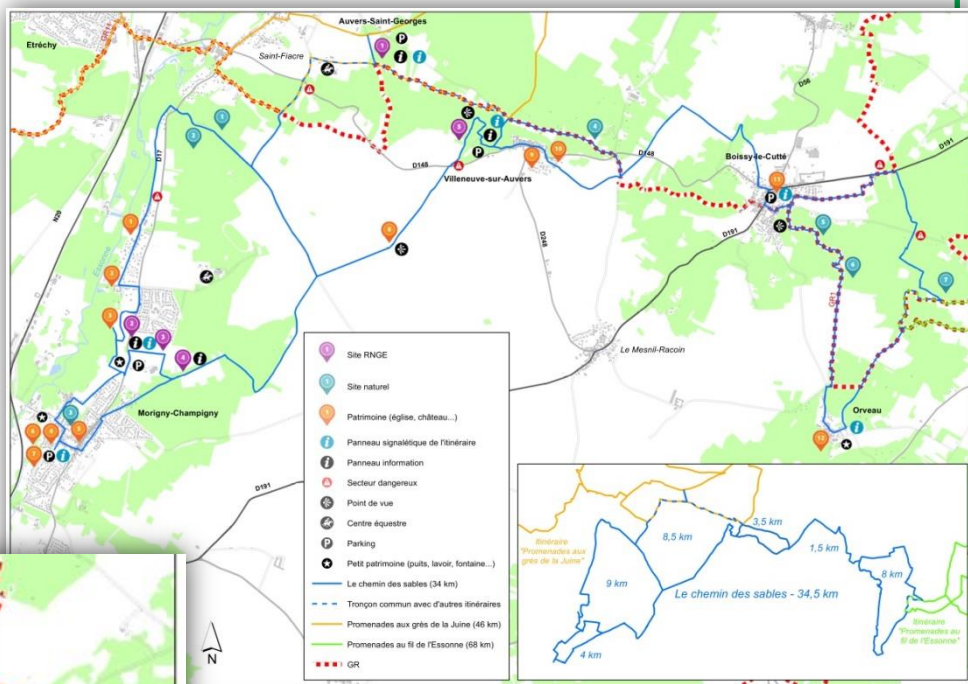 Auvers-Saint-Georges
Etréchy
GR11
Saint-Fiacre
D56
D17
N20
Essonne
D148
D148
D191
Villeneuve-sur-Auvers
Boissy-le-Cutté
D248
D191
GR1
Le Mesnil-Racoin
Morigny-Champigny
Orveau
D191
Site RNGE
Site naturel
Patrimoine (église, château...)
Panneau signalétique de l'itinéraire
Panneau information
Secteur dangereux
Point de vue
Centre équestre
Parking
Petit patrimoine (puits, lavoir, fontaine...)
Le chemin des sables (34 km)
Tronçon commun avec d'autres itinéraires
Promenades aux grés de la Juine (46 km)
Promenades au fil de l'Essonne (68 km)
GR
N
Itinéraire
"Promenades aux
grés de la Juine"
8,5 km
3,5 km
1,5 km
9 km
8 km
Le chemin des sables - 34,5 km
4 km
Itinéraire
"Promenades au
fil de l'Essonne"